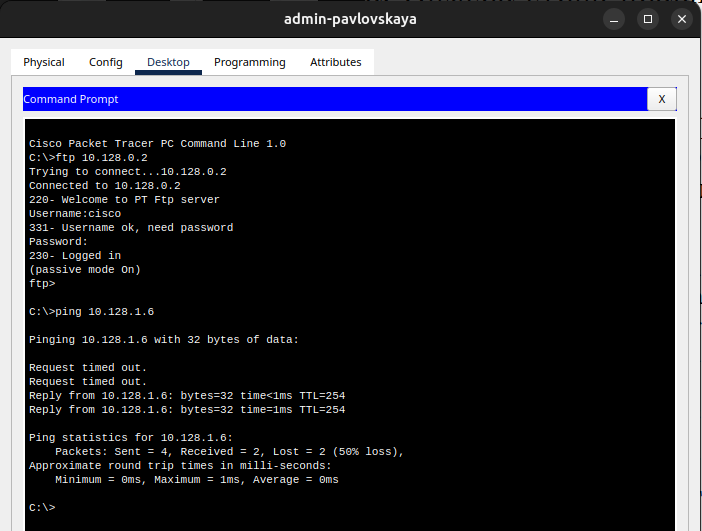 admin-pavlovskaya
Physical Config Desktop Programming Attributes
Command Prompt X
Cisco Packet Tracer PC Command Line 1.0
C:\>ftp 10.128.0.2
Trying to connect...10.128.0.2
Connected to 10.128.0.2
220- Welcome to PT Ftp server
Username:cisco
331- Username ok, need password
Password:
230- Logged in
(passive mode On)
ftp>
C:\>ping 10.128.1.6
Pinging 10.128.1.6 with 32 bytes of data:
Request timed out.
Request timed out.
Reply from 10.128.1.6: bytes=32 time<1ms TTL=254
Reply from 10.128.1.6: bytes=32 time=1ms TTL=254
Ping statistics for 10.128.1.6:
    Packets: Sent = 4, Received = 2, Lost = 2 (50% loss),
Approximate round trip times in milli-seconds:
    Minimum = 0ms, Maximum = 1ms, Average = 0ms
C:\>